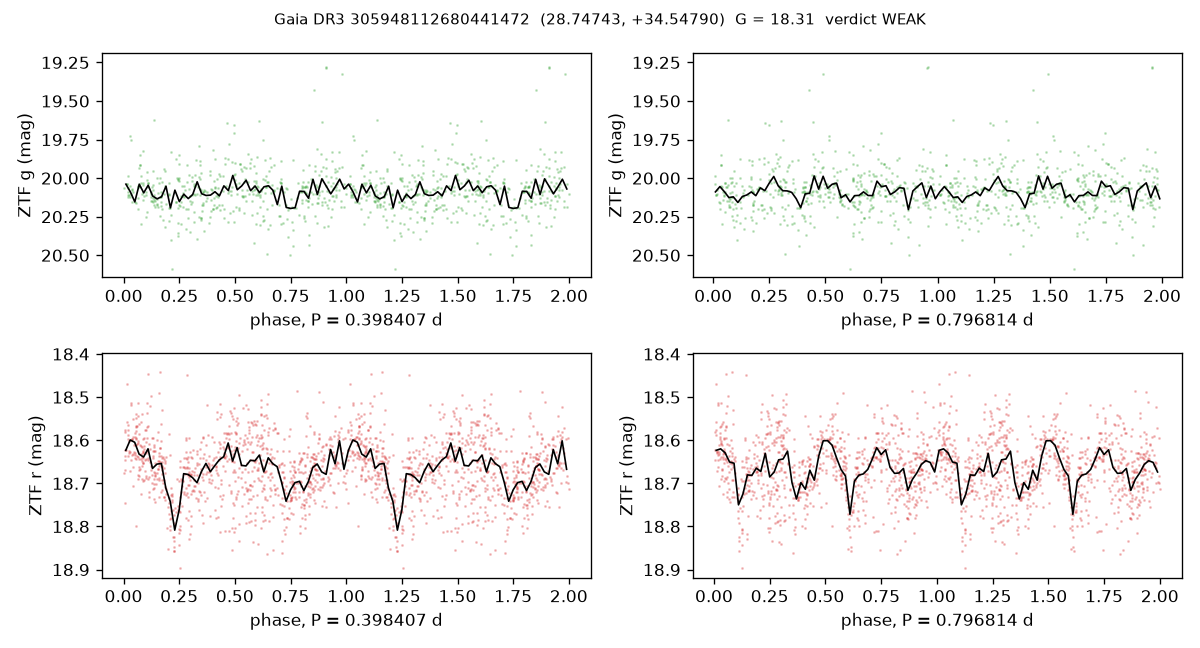 Gaia DR3 305948112680441472 (28.74743, +34.54790) G = 18.31 verdict WEAK
ZTF g (mag)
19.25
19.50
19.75
20.00
20.25
20.50
0.00 0.25 0.50 0.75 1.00 1.25 1.50 1.75 2.00
phase, P = 0.398407 d
ZTF g (mag)
19.25
19.50
19.75
20.00
20.25
20.50
0.00 0.25 0.50 0.75 1.00 1.25 1.50 1.75 2.00
phase, P = 0.796814 d
ZTF r (mag)
18.4
18.5
18.6
18.7
18.8
18.9
0.00 0.25 0.50 0.75 1.00 1.25 1.50 1.75 2.00
phase, P = 0.398407 d
ZTF r (mag)
18.4
18.5
18.6
18.7
18.8
18.9
0.00 0.25 0.50 0.75 1.00 1.25 1.50 1.75 2.00
phase, P = 0.796814 d